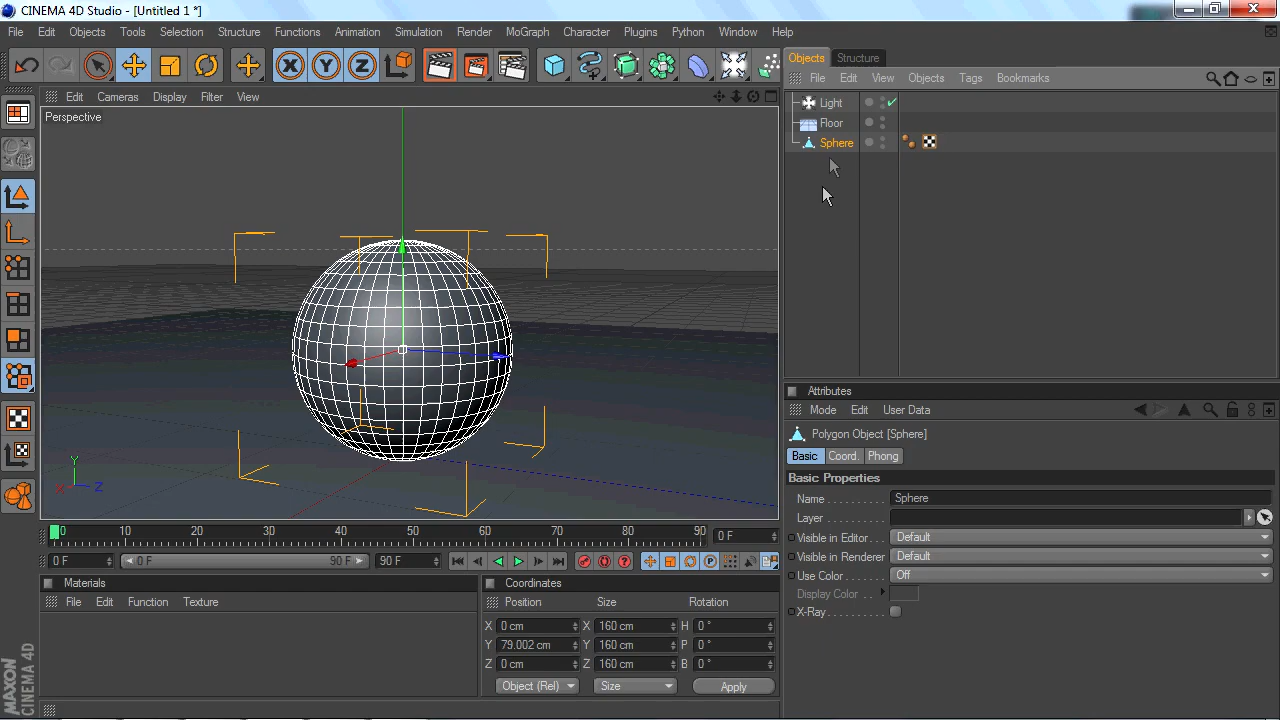 CINEMA 4D Studio - [Untitled 1 *]
File Edit Objects Tools Selection Structure Functions Animation Simulation Render MoGraph Character Plugins Python Window Help
X Y Z
Objects Structure
File Edit View Objects Tags Bookmarks
Edit Cameras Display Filter View
Perspective
Light
Floor
Sphere
Y
X Z
Attributes
Mode Edit User Data
Polygon Object [Sphere]
Basic Coord. Phong
Basic Properties
Name Sphere
Layer
Visible in Editor Default
Visible in Renderer Default
Use Color Off
Display Color
X-Ray
0 10 20 30 40 50 60 70 80 90 0 F
0 F 0 F 90 F 90 F
Materials
File Edit Function Texture
Coordinates
Position Size Rotation
X 0 cm X 160 cm H 0 °
Y 79.002 cm Y 160 cm P 0 °
Z 0 cm Z 160 cm B 0 °
Object (Rel) Size Apply
MAXON
CINEMA 4D